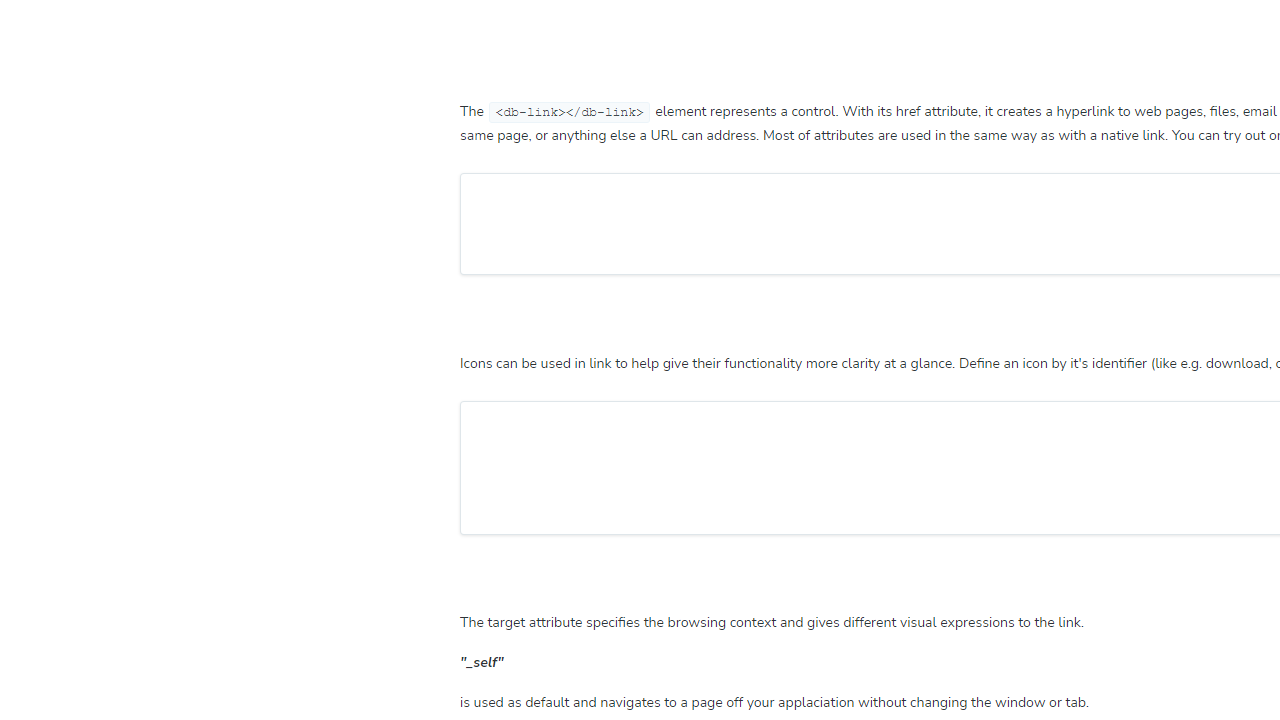 The <db-link></db-link> element represents a control. With its href attribute, it creates a hyperlink to web pages, files, email
same page, or anything else a URL can address. Most of attributes are used in the same way as with a native link. You can try out
Icons can be used in link to help give their functionality more clarity at a glance. Define an icon by it's identifier (like e.g. download,
The target attribute specifies the browsing context and gives different visual expressions to the link.
"_self"
is used as default and navigates to a page off your applaciation without changing the window or tab.